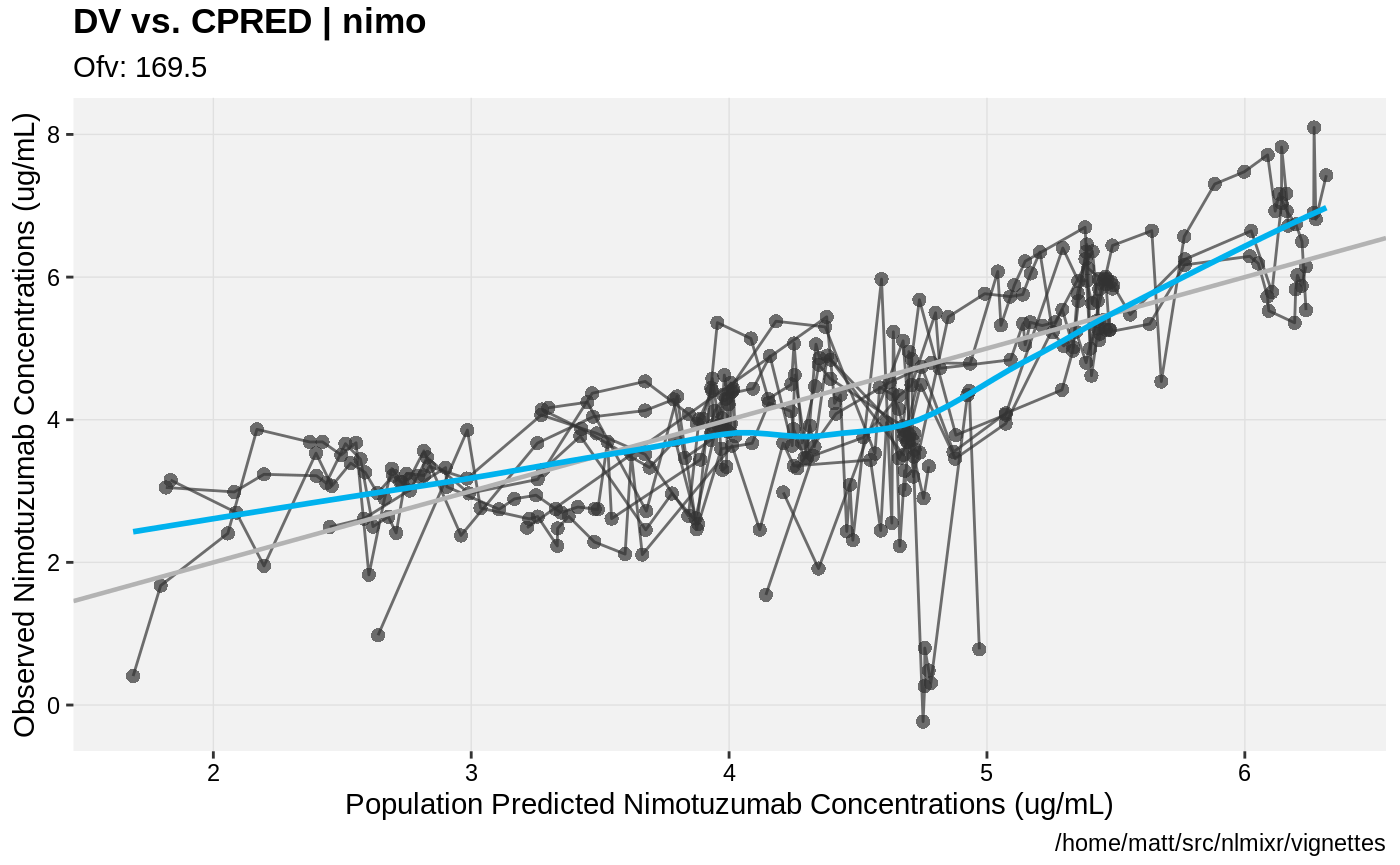 DV vs. CPRED | nimo
Ofv: 169.5
Observed Nimotuzumab Concentrations (ug/mL)
8
6
4
2
0
2 3 4 5 6
Population Predicted Nimotuzumab Concentrations (ug/mL)
/home/matt/src/nlmixr/vignettes